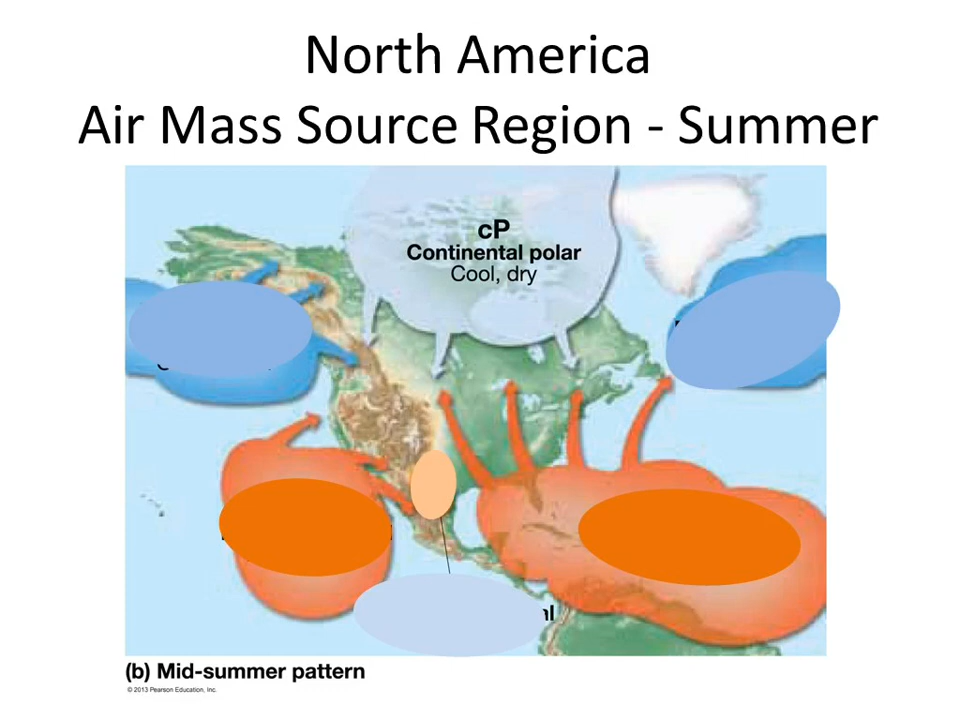 North America
Air Mass Source Region - Summer
cP
Continental polar
Cool, dry
al
(b) Mid-summer pattern
© 2013 Pearson Education, Inc.